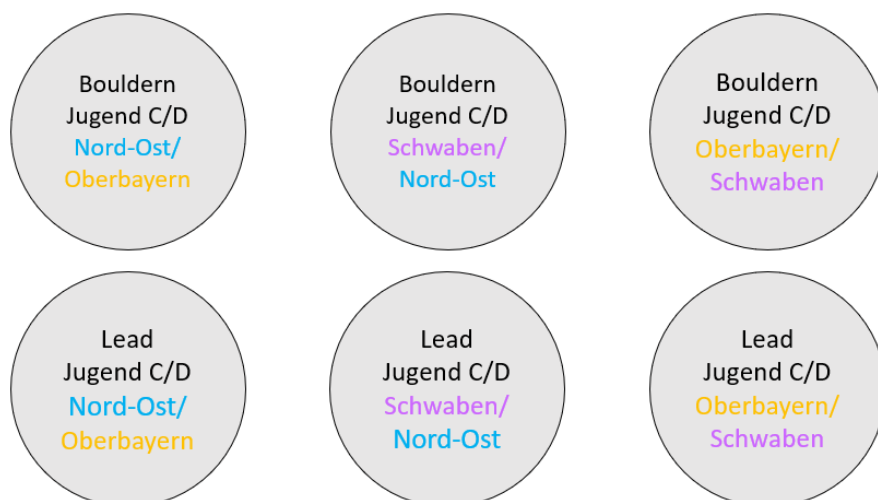 Bouldern
Jugend C/D
Nord-Ost/
Oberbayern
Bouldern
Jugend C/D
Schwaben/
Nord-Ost
Bouldern
Jugend C/D
Oberbayern/
Schwaben
Lead
Jugend C/D
Nord-Ost/
Oberbayern
Lead
Jugend C/D
Schwaben/
Nord-Ost
Lead
Jugend C/D
Oberbayern/
Schwaben